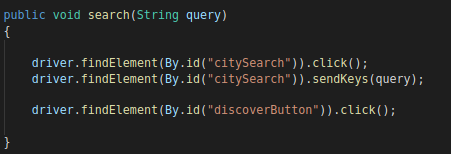 public void search(String query)
{
driver.findElement(By.id("citySearch")).click();
driver.findElement(By.id("citySearch")).sendKeys(query);
driver.findElement(By.id("discoverButton")).click();
}